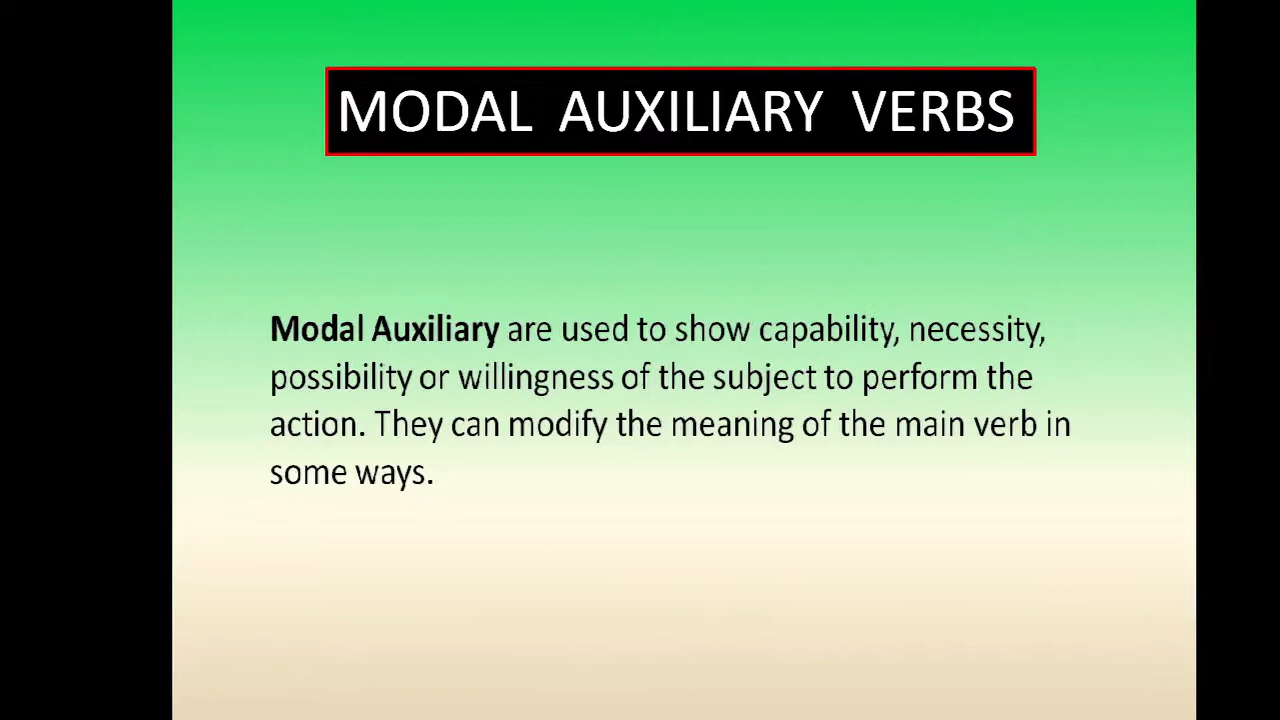 MODAL AUXILIARY VERBS
Modal Auxiliary are used to show capability, necessity,
possibility or willingness of the subject to perform the
action. They can modify the meaning of the main verb in
some ways.